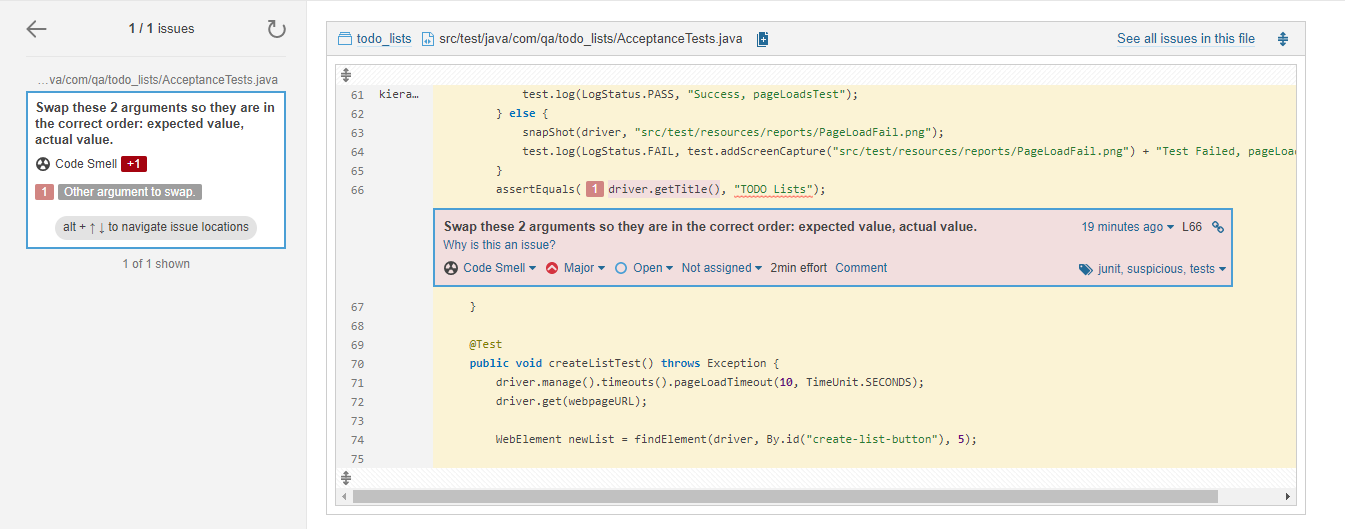 1 / 1 issues
…va/com/qa/todo_lists/AcceptanceTests.java
Swap these 2 arguments so they are in
the correct order: expected value,
actual value.
Code Smell +1
1 Other argument to swap.
alt + ↑ ↓ to navigate issue locations
1 of 1 shown
todo_lists src/test/java/com/qa/todo_lists/AcceptanceTests.java See all issues in this file
61 kiera… test.log(LogStatus.PASS, "Success, pageLoadsTest");
62 } else {
63 snapShot(driver, "src/test/resources/reports/PageLoadFail.png");
64 test.log(LogStatus.FAIL, test.addScreenCapture("src/test/resources/reports/PageLoadFail.png") + "Test Failed, pageLoa
65 }
66 assertEquals( 1 driver.getTitle(), "TODO Lists");
Swap these 2 arguments so they are in the correct order: expected value, actual value. 19 minutes ago L66
Why is this an issue?
Code Smell Major Open Not assigned 2min effort Comment junit, suspicious, tests
67 }
68
69 @Test
70 public void createListTest() throws Exception {
71 driver.manage().timeouts().pageLoadTimeout(10, TimeUnit.SECONDS);
72 driver.get(webpageURL);
73
74 WebElement newList = findElement(driver, By.id("create-list-button"), 5);
75